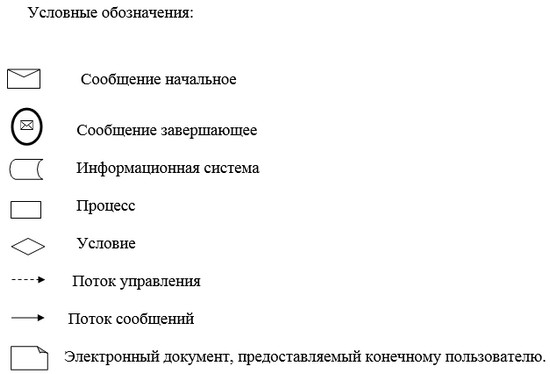 Условные обозначения:
Сообщение начальное
Сообщение завершающее
Информационная система
Процесс
Условие
Поток управления
Поток сообщений
Электронный документ, предоставляемый конечному пользователю.